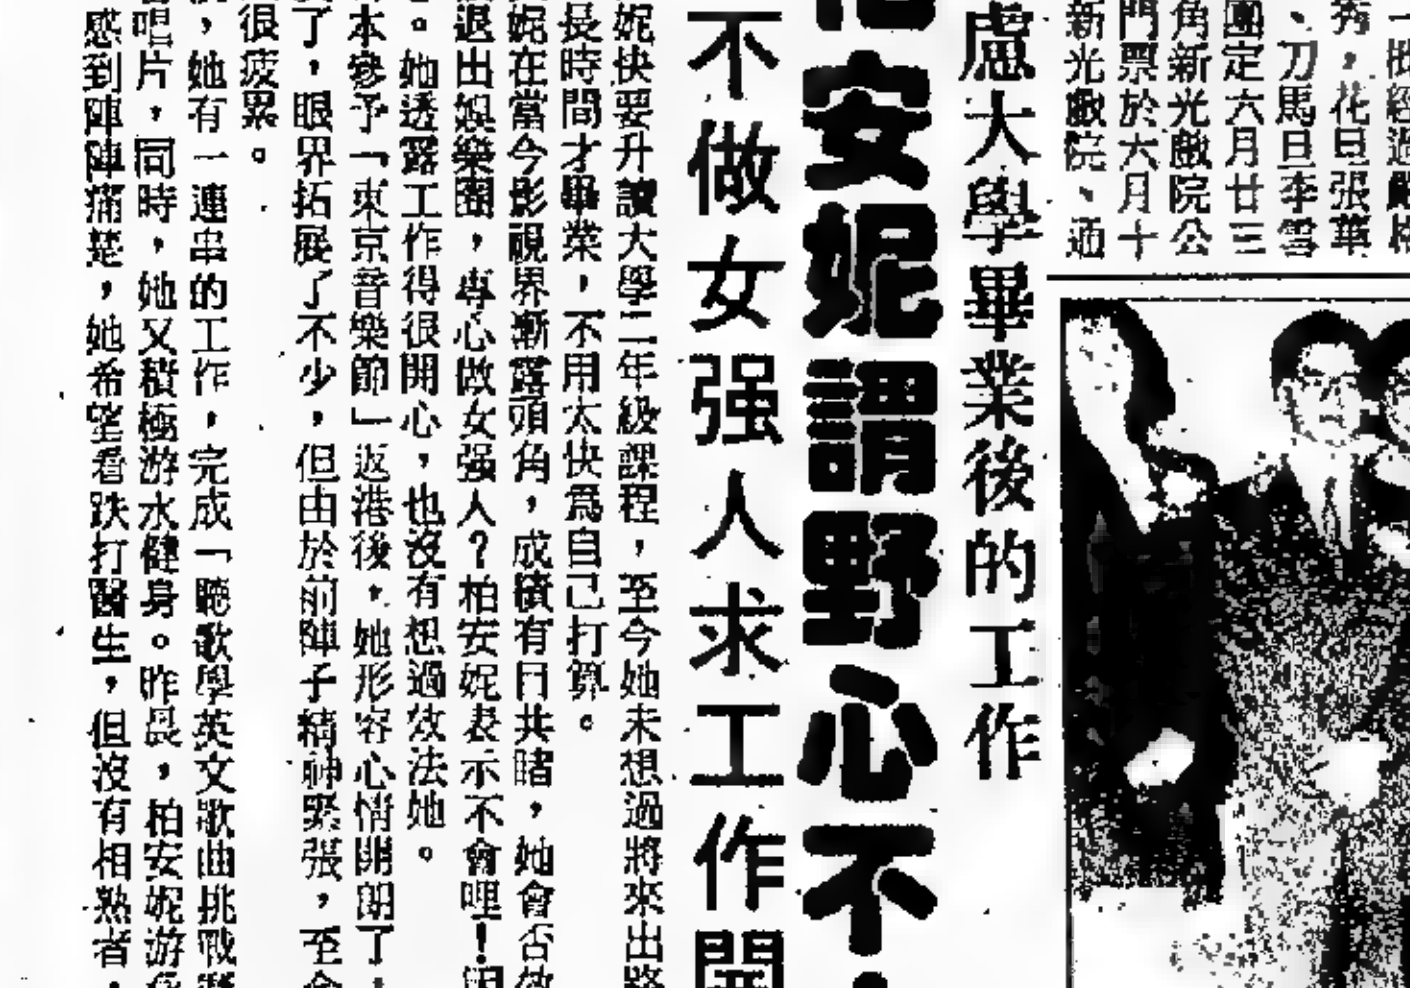 一批經過嚴格
秀，花旦張華
、刀馬旦李雪
團定六月廿三
角新光戲院公
門票於六月十
新光戲院、通
慮大學畢業後的工作
柏安妮謂野心不
不做女强人求工作開
妮快要升讀大學二年級課程，至今她未想過將來出路
長時間才畢業，不用太快爲自己打算。
妮在當今影視界漸露頭角，成績有目共睹，她會否效
退出娛樂圈，專心做女强人？柏安妮表示不會哩！
。她透露工作得很開心，也沒有想過效法她。
本參予「東京音樂節」返港後，她形容心情開朗了，
了，眼界拓展了不少，但由於前陣子精神緊張，至今
很疲累。
，她有一連串的工作，完成「聽歌學英文歌曲挑戰
唱片，同時，她又積極游水健身。昨晨，柏安妮游
感到陣陣痛楚，她希望看跌打醫生，但沒有相熟者，